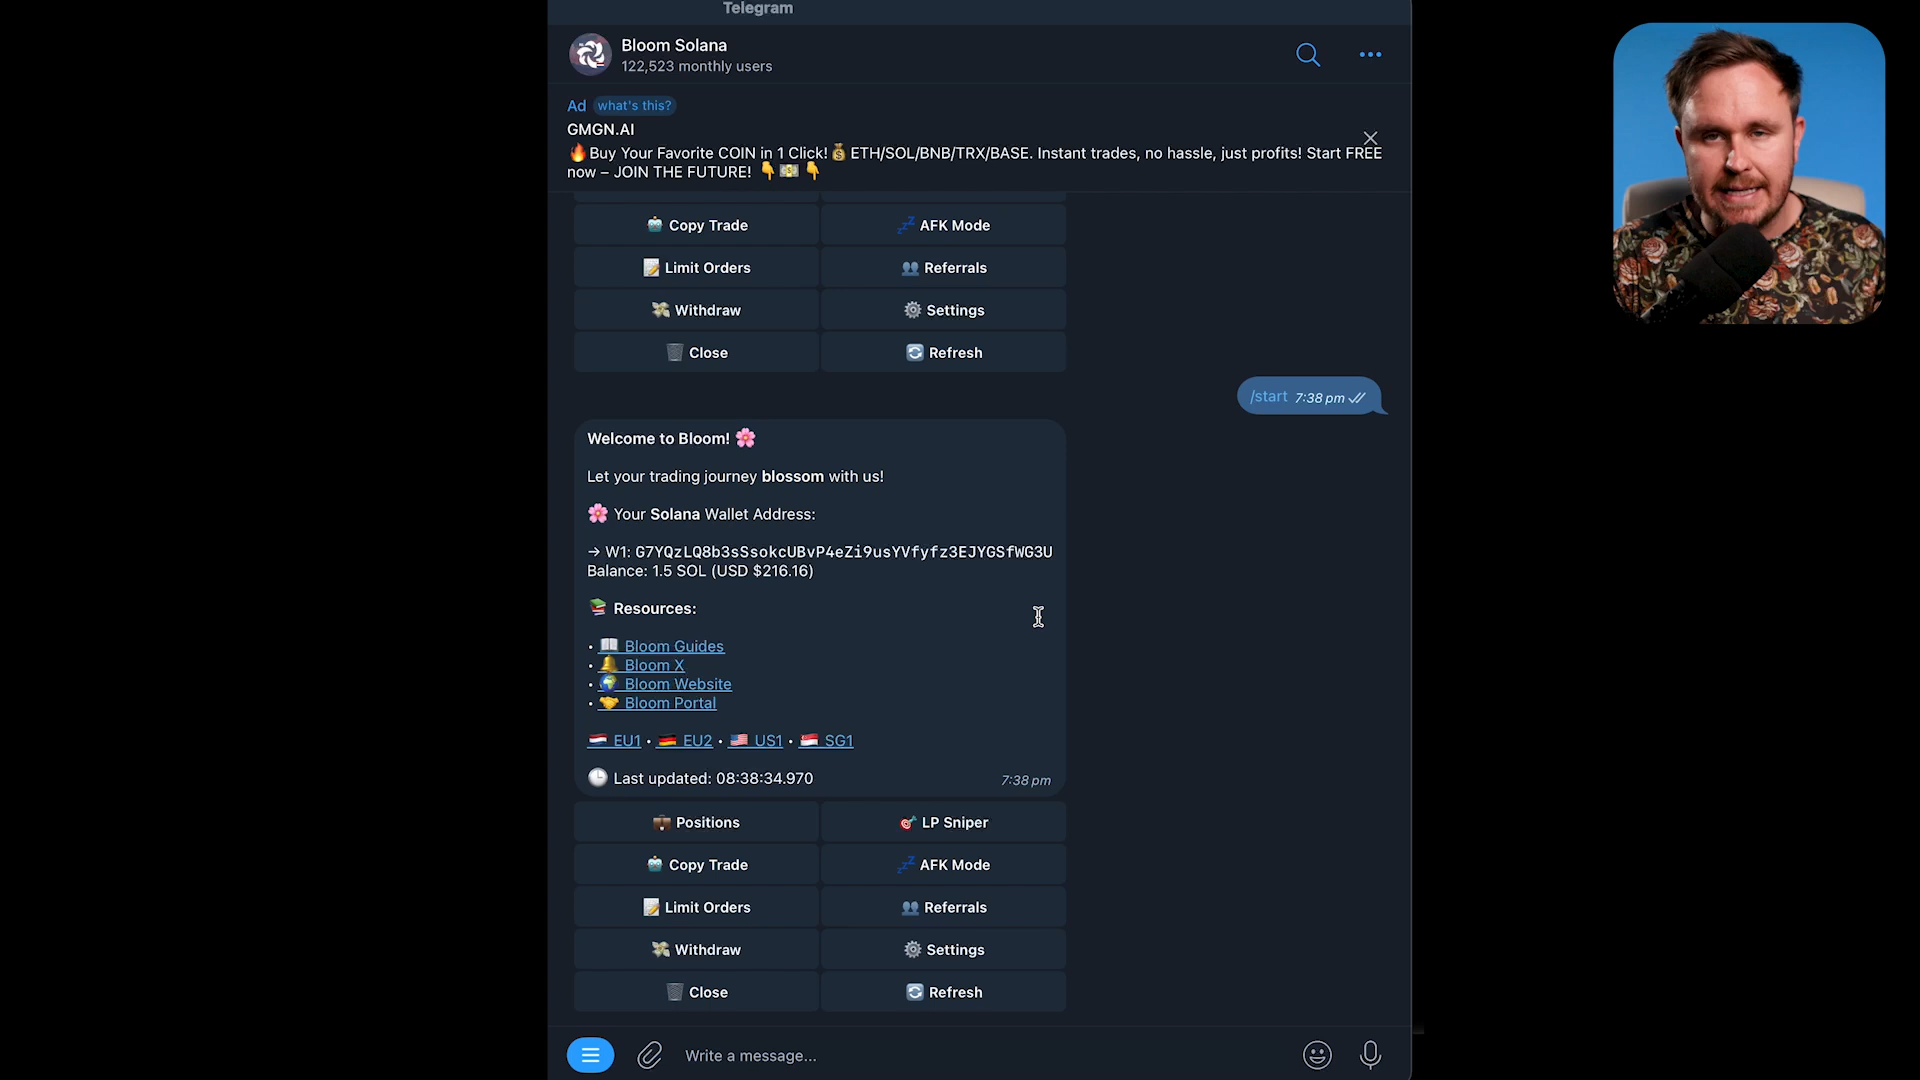 Telegram
Bloom Solana
122,523 monthly users
Ad what's this?
GMGN.AI
🔥Buy Your Favorite COIN in 1 Click!💰ETH/SOL/BNB/TRX/BASE. Instant trades, no hassle, just profits! Start FREE
now – JOIN THE FUTURE! 👇💵👇
🤖 Copy Trade
💤 AFK Mode
📝 Limit Orders
👥 Referrals
💸 Withdraw
⚙️ Settings
🗑️ Close
🔄 Refresh
/start 7:38 pm
Welcome to Bloom! 🌸
Let your trading journey blossom with us!
🌸 Your Solana Wallet Address:
→ W1: G7YQzLQ8b3sSsokcUBvP4eZi9usYVfyfz3EJYGSfWG3U
Balance: 1.5 SOL (USD $216.16)
📚 Resources:
• 📖 Bloom Guides
• 🔔 Bloom X
• 🌍 Bloom Website
• 🤝 Bloom Portal
🇳🇱 EU1 • 🇩🇪 EU2 • 🇺🇸 US1 • 🇸🇬 SG1
🕒 Last updated: 08:38:34.970
7:38 pm
💼 Positions
🎯 LP Sniper
🤖 Copy Trade
💤 AFK Mode
📝 Limit Orders
👥 Referrals
💸 Withdraw
⚙️ Settings
🗑️ Close
🔄 Refresh
Write a message...